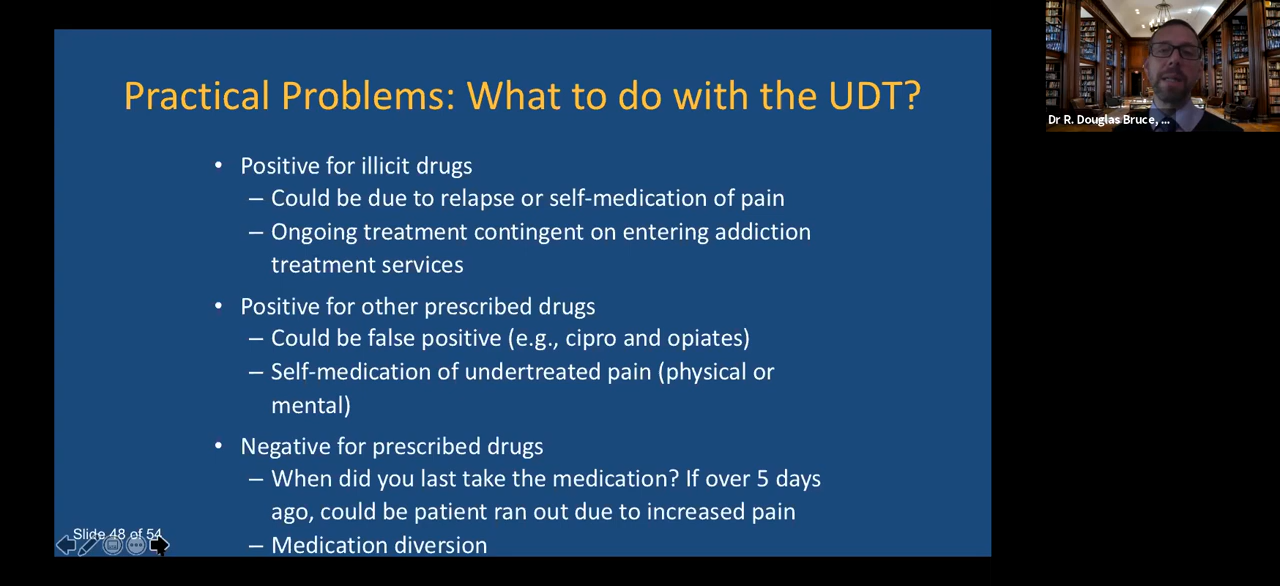 Practical Problems: What to do with the UDT?
• Positive for illicit drugs
– Could be due to relapse or self-medication of pain
– Ongoing treatment contingent on entering addiction
treatment services
• Positive for other prescribed drugs
– Could be false positive (e.g., cipro and opiates)
– Self-medication of undertreated pain (physical or
mental)
• Negative for prescribed drugs
– When did you last take the medication? If over 5 days
ago, could be patient ran out due to increased pain
– Medication diversion
Slide 48 of 54
Dr R. Douglas Bruce, ...